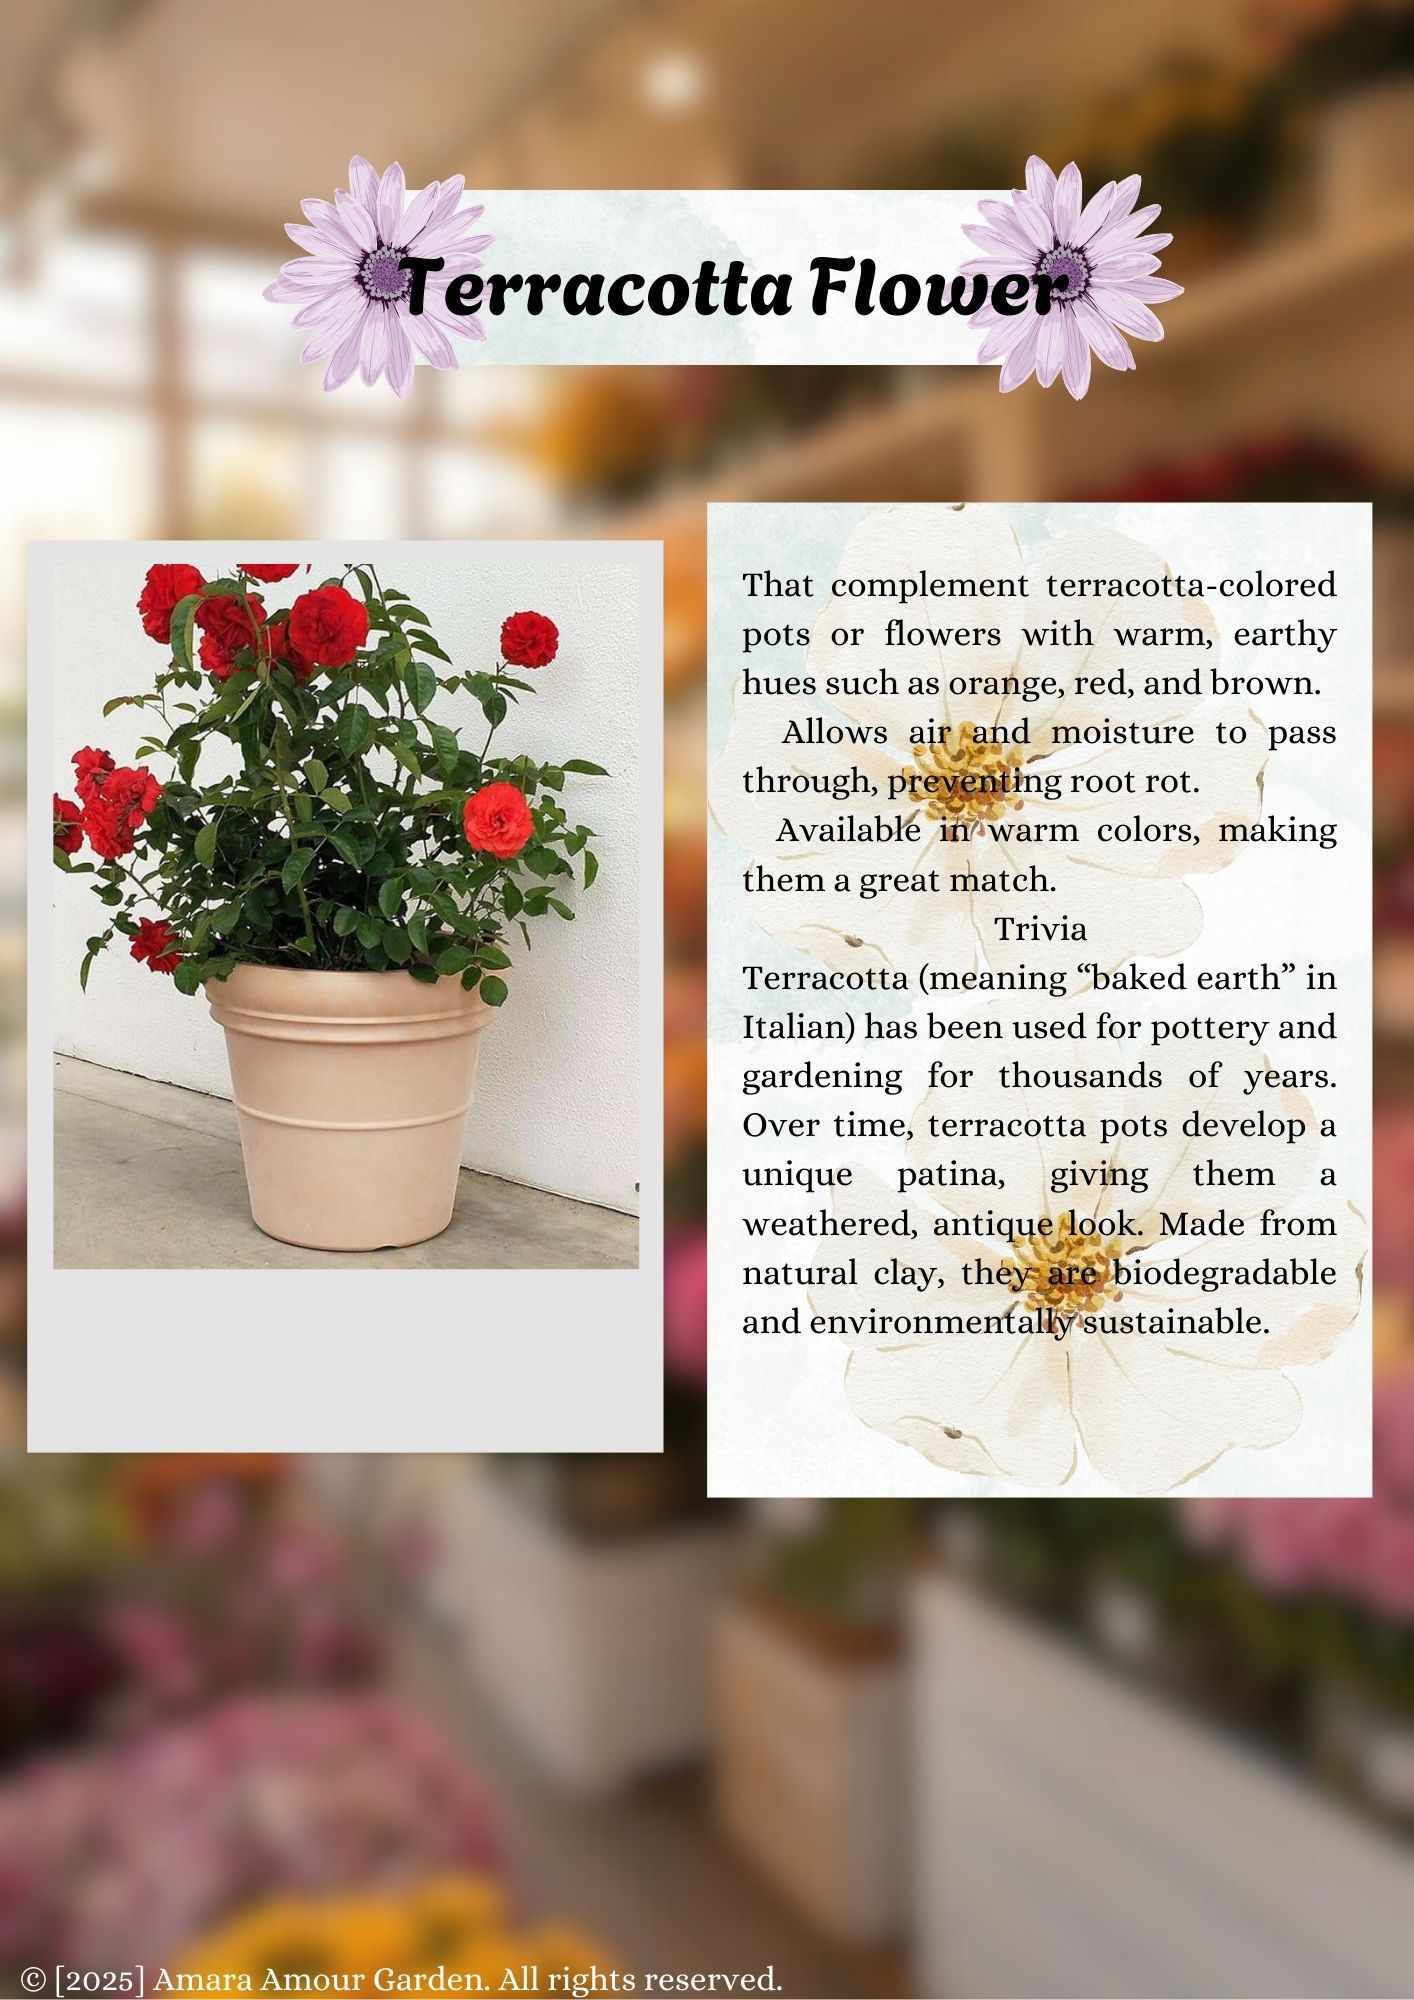 Terracotta Flower
That complement terracotta-colored
pots or flowers with warm, earthy
hues such as orange, red, and brown.
Allows air and moisture to pass
through, preventing root rot.
Available in warm colors, making
them a great match.
Trivia
Terracotta (meaning “baked earth” in
Italian) has been used for pottery and
gardening for thousands of years.
Over time, terracotta pots develop a
unique patina, giving them a
weathered, antique look. Made from
natural clay, they are biodegradable
and environmentally sustainable.
© [2025] Amara Amour Garden. All rights reserved.